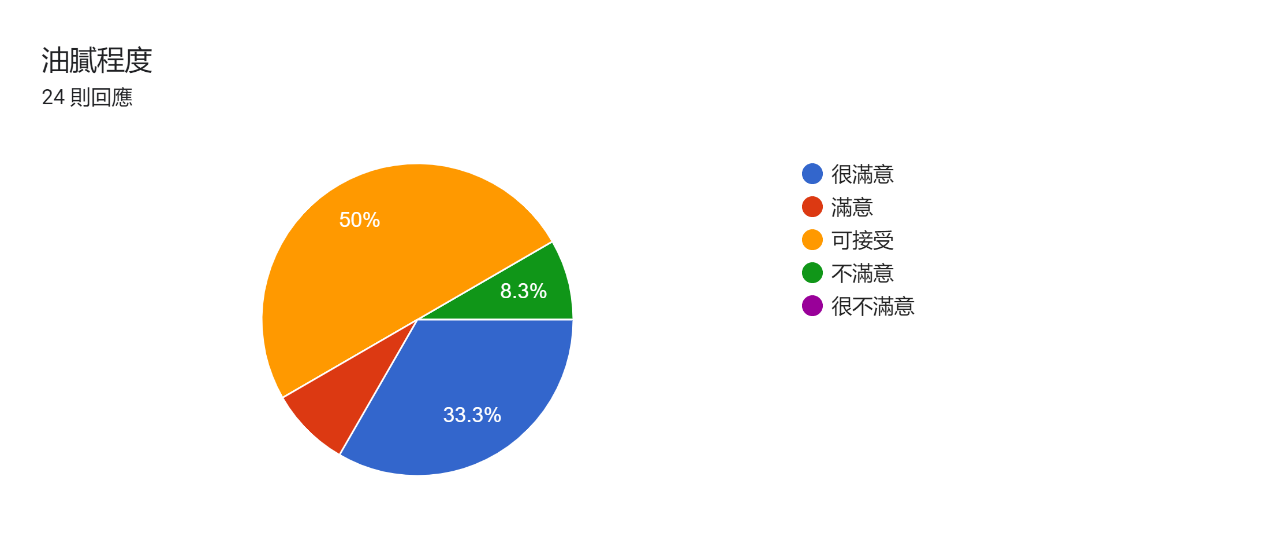 油膩程度
24 則回應
50%
8.3%
33.3%
很滿意
滿意
可接受
不滿意
很不滿意